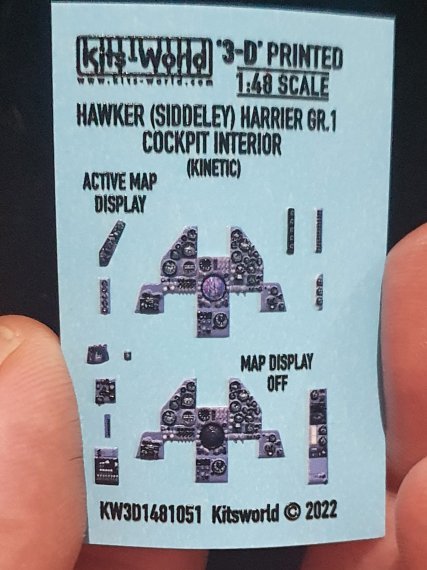 Kits-World
www.kits-world.com
'3-D' PRINTED
1:48 SCALE
HAWKER (SIDDELEY) HARRIER GR.1
COCKPIT INTERIOR
(KINETIC)
ACTIVE MAP
DISPLAY
MAP DISPLAY
OFF
KW3D1481051 Kitsworld © 2022